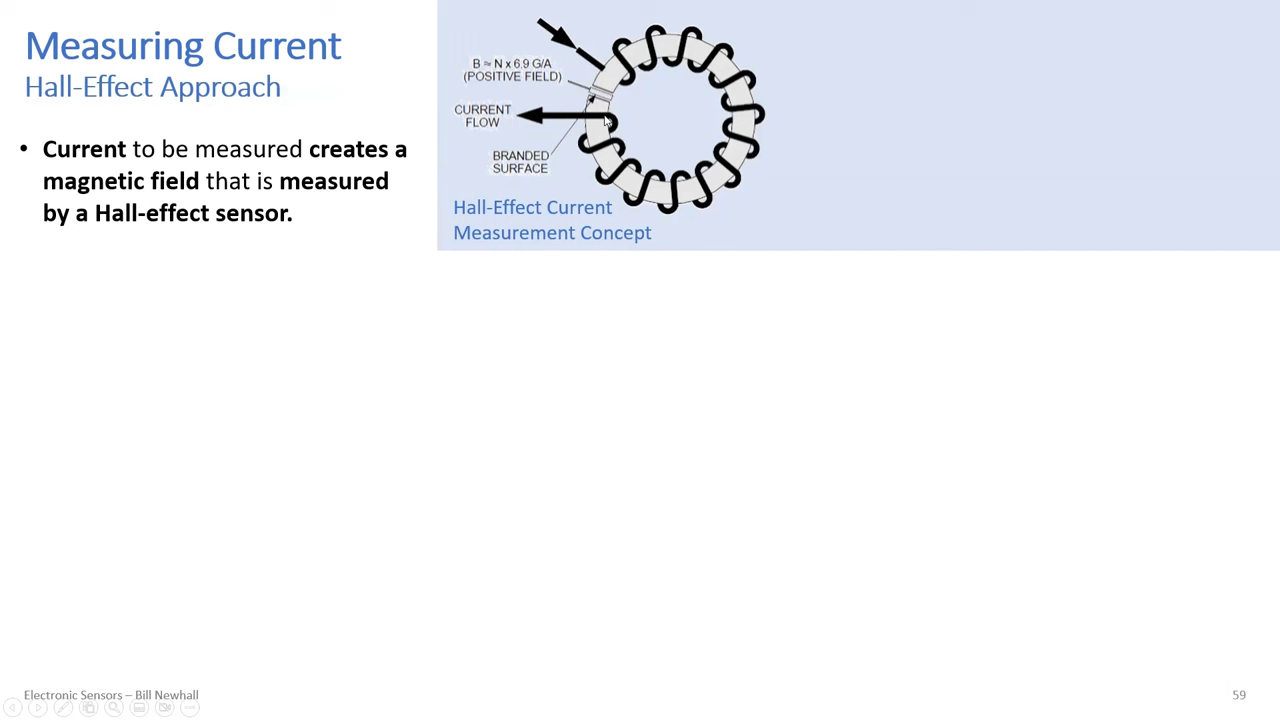 Measuring Current
Hall-Effect Approach
• Current to be measured creates a
magnetic field that is measured
by a Hall-effect sensor.
B ≈ N x 6.9 G/A
(POSITIVE FIELD)
CURRENT
FLOW
BRANDED
SURFACE
Hall-Effect Current
Measurement Concept
Electronic Sensors – Bill Newhall
59